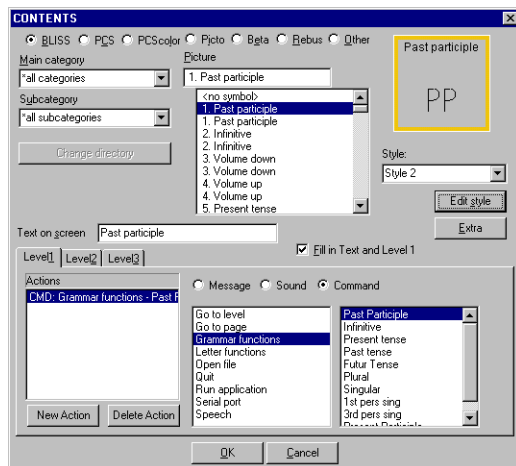 CONTENTS
BLISS PCS PCScolor Picto Beta Rebus Other
Main category
*all categories
Subcategory
*all subcategories
Change directory
Picture
1. Past participle
<no symbol>
1. Past participle
1. Past participle
2. Infinitive
2. Infinitive
3. Volume down
3. Volume down
4. Volume up
4. Volume up
5. Present tense
Past participle
PP
Style:
Style 2
Edit style
Extra
Text on screen Past participle
Fill in Text and Level 1
Level1 Level2 Level3
Actions
CMD: Grammar functions - Past P
New Action Delete Action
Message Sound Command
Go to level
Go to page
Grammar functions
Letter functions
Open file
Quit
Run application
Serial port
Speech
Past Participle
Infinitive
Present tense
Past tense
Futur Tense
Plural
Singular
1st pers sing
3rd pers sing
Present Participle
OK Cancel